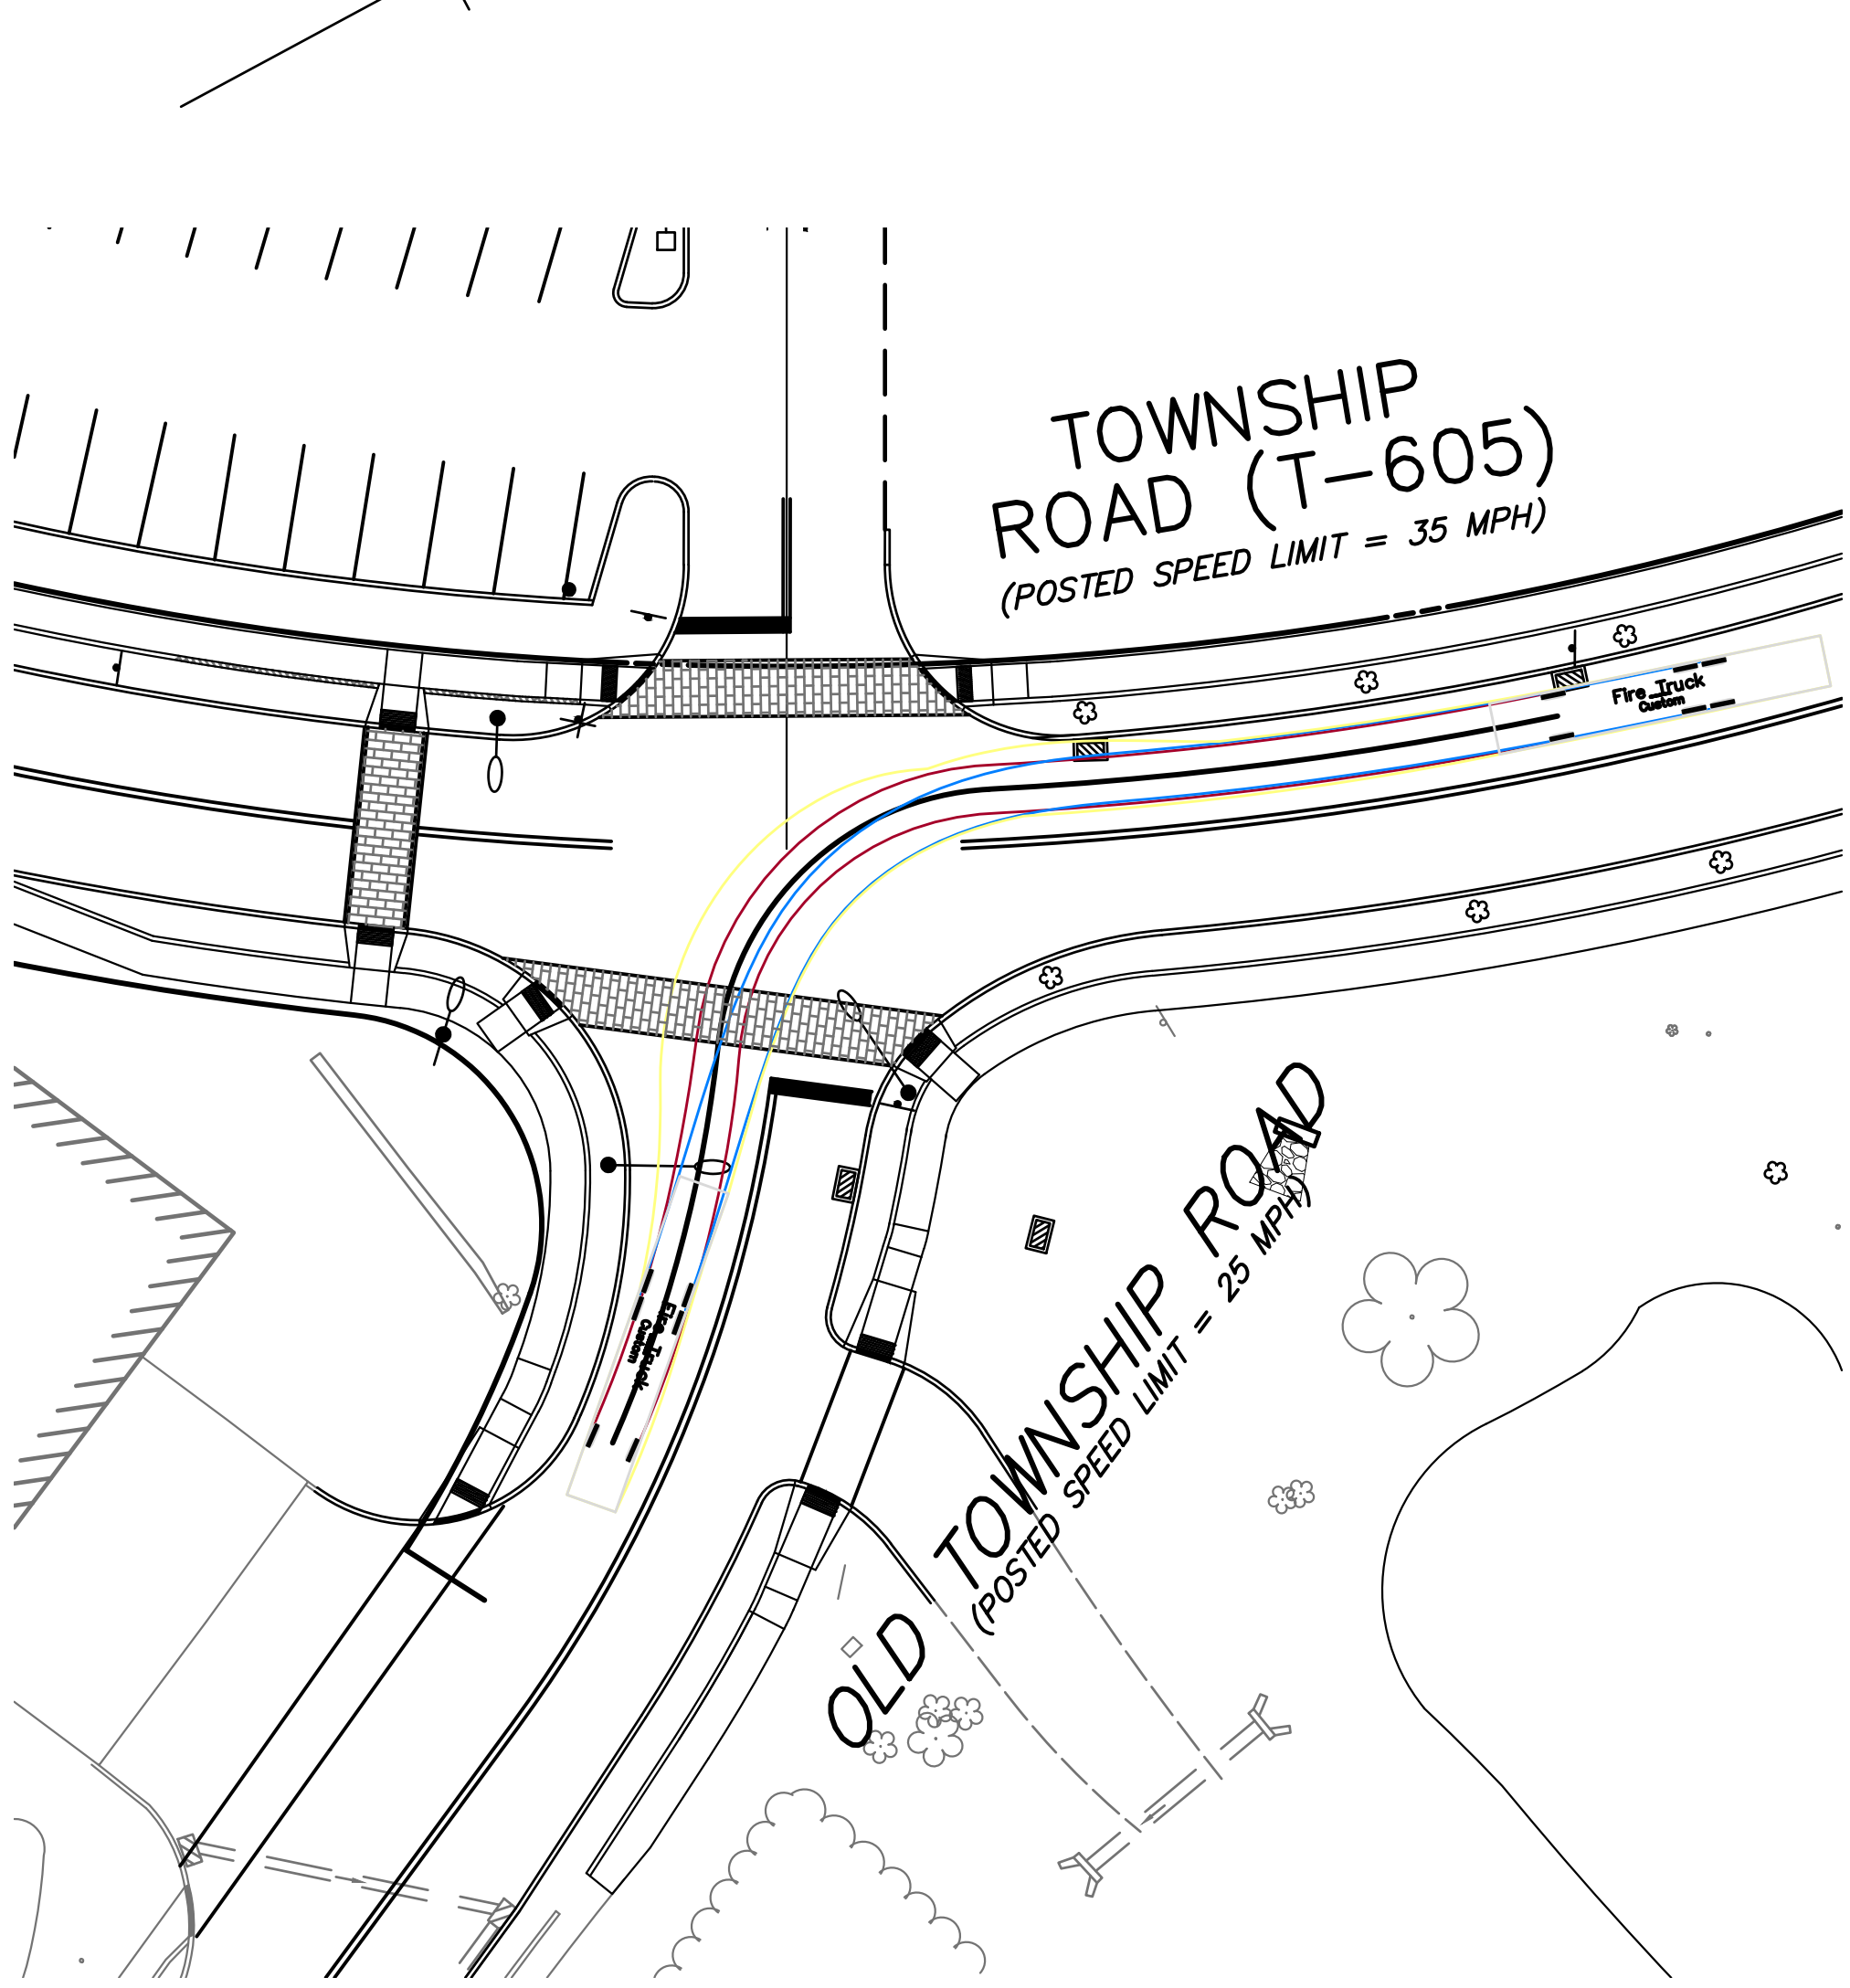 TOWNSHIP
ROAD (T-605)
(POSTED SPEED LIMIT = 35 MPH)
Fire Truck
Custom
Fire Truck
Custom
OLD TOWNSHIP ROAD
(POSTED SPEED LIMIT = 25 MPH)